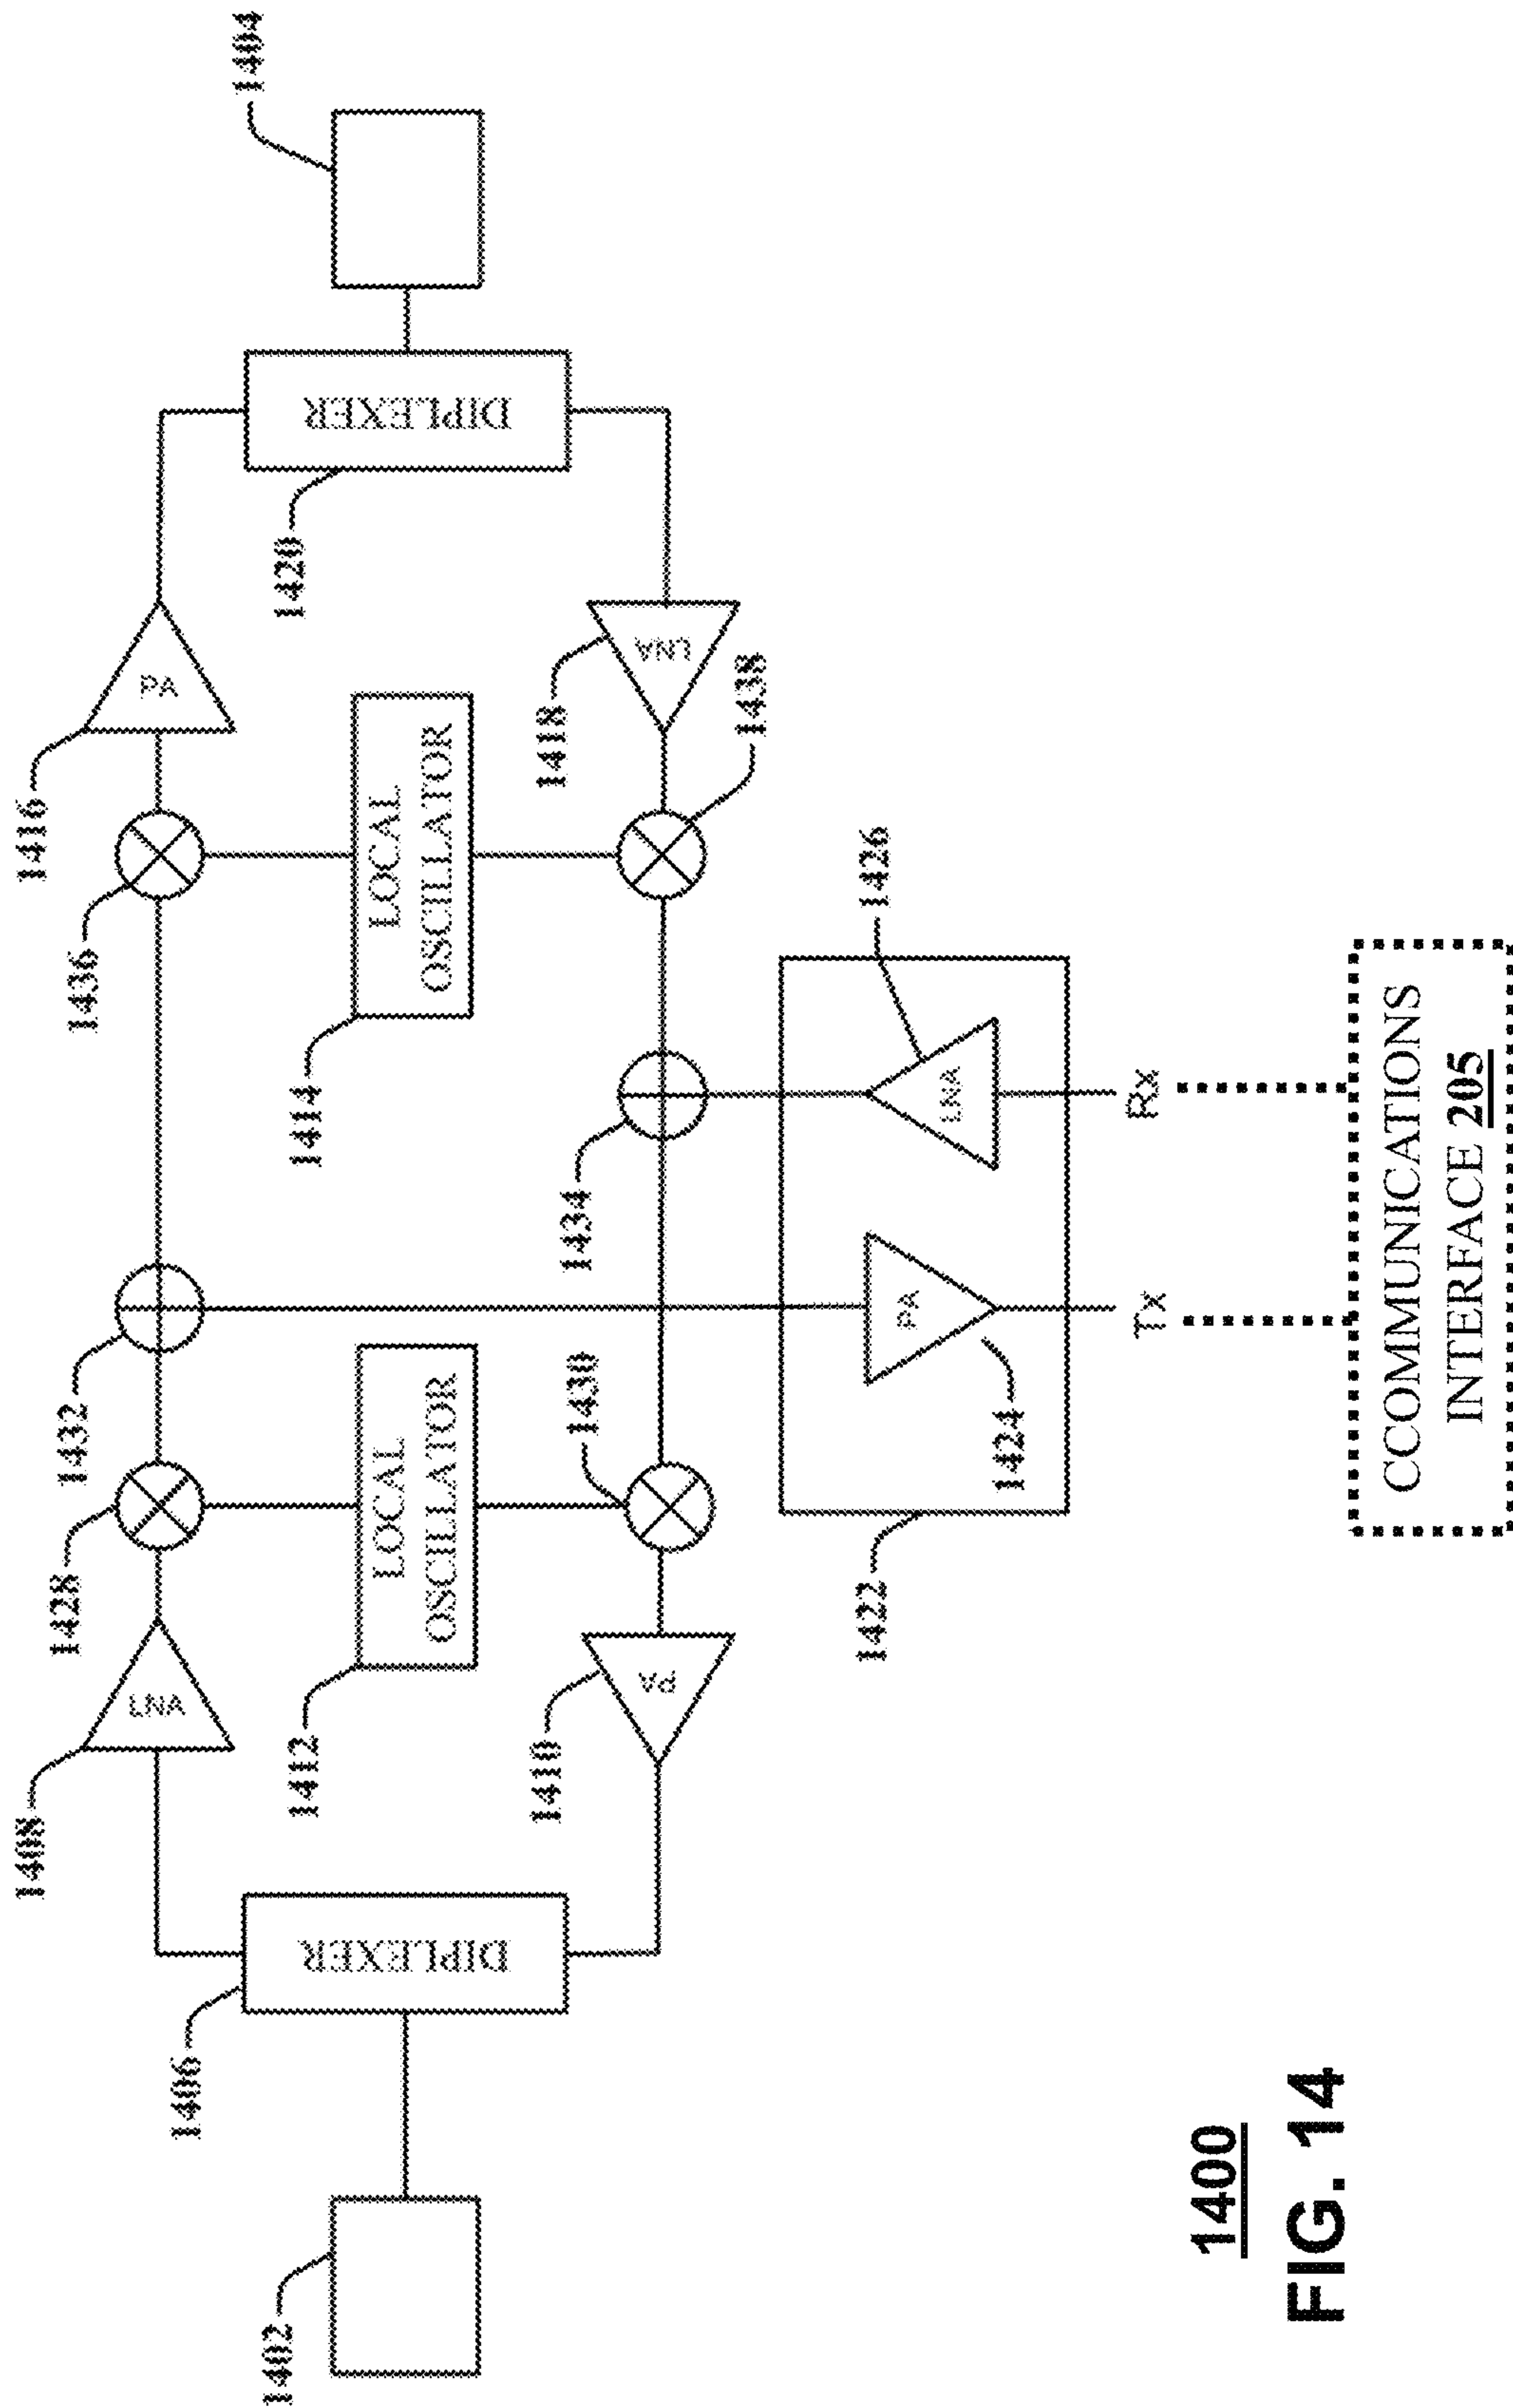 1404
1416
PA
1436
DIPLEXER
1420
LOCAL
OSCILLATOR
1414
LNA
1418
1438
1432
1434
1426
LNA
1428
LOCAL
OSCILLATOR
1412
1430
PA
1424
Tx
Rx
1422
CCOMMUNICATIONS
INTERFACE 205
1408
LNA
1410
PA
DIPLEXER
1406
1402
1400
FIG. 14